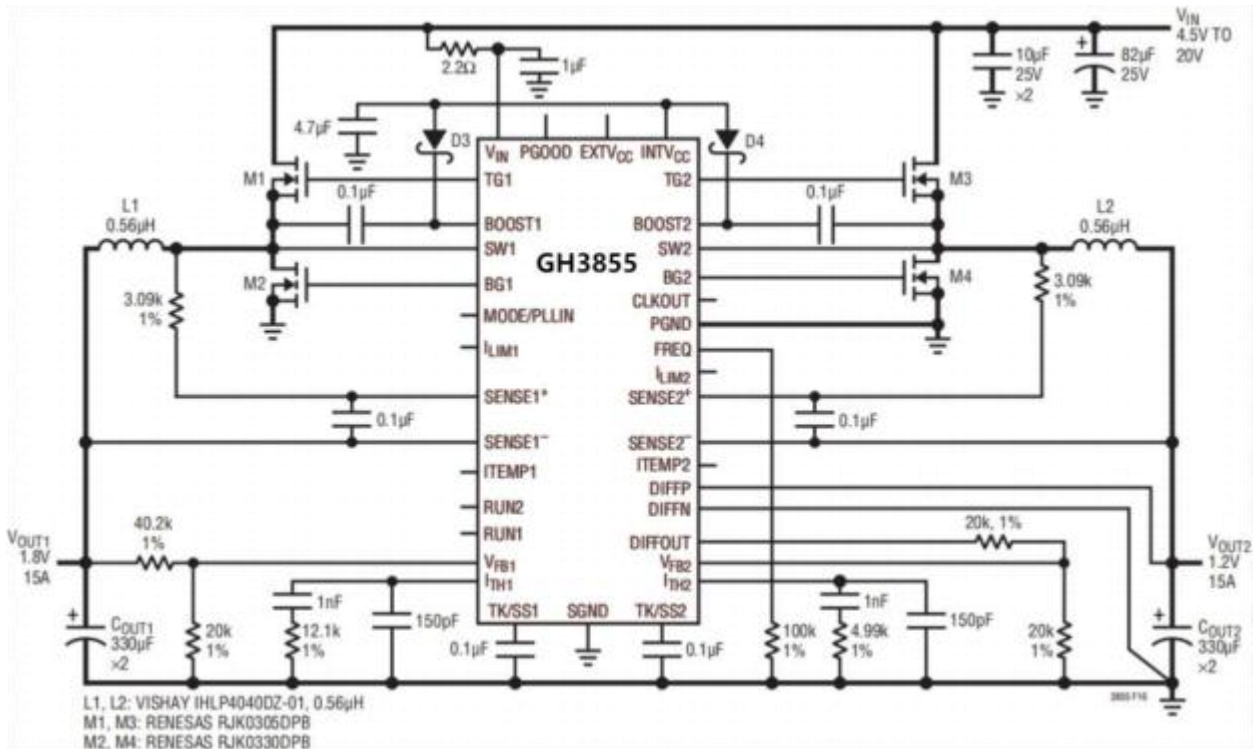 VIN
4.5V TO
20V
2.2Ω
1µF
10µF
25V
×2
+
82µF
25V
4.7µF
D3
D4
VIN PGOOD EXTVCC INTVCC
M1
TG1
TG2
M3
0.1µF
0.1µF
L1
0.56µH
BOOST1
BOOST2
L2
0.56µH
SW1
SW2
GH3855
M2
BG1
BG2
M4
3.09k
1%
3.09k
1%
CLKOUT
MODE/PLLIN
PGND
ILIM1
FREQ
ILIM2
SENSE1+
SENSE2+
0.1µF
0.1µF
SENSE1−
SENSE2−
ITEMP1
ITEMP2
DIFFP
RUN2
DIFFN
RUN1
DIFFOUT
20k, 1%
VOUT1
1.8V
15A
40.2k
1%
VFB1
VFB2
VOUT2
1.2V
15A
ITH1
ITH2
1nF
1nF
+
COUT1
330µF
×2
20k
1%
12.1k
1%
150pF
TK/SS1 SGND TK/SS2
0.1µF
0.1µF
100k
1%
4.99k
1%
150pF
20k
1%
+
COUT2
330µF
×2
3855 F16
L1, L2: VISHAY IHLP4040DZ-01, 0.56µH
M1, M3: RENESAS RJK0305DPB
M2, M4: RENESAS RJK0330DPB